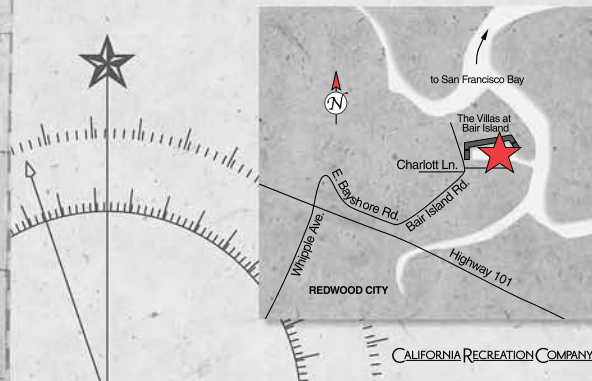 to San Francisco Bay
N
The Villas at
Bair Island
Charlott Ln.
E. Bayshore Rd.
Bair Island Rd.
Whipple Ave.
Highway 101
REDWOOD CITY
CALIFORNIA RECREATION COMPANY